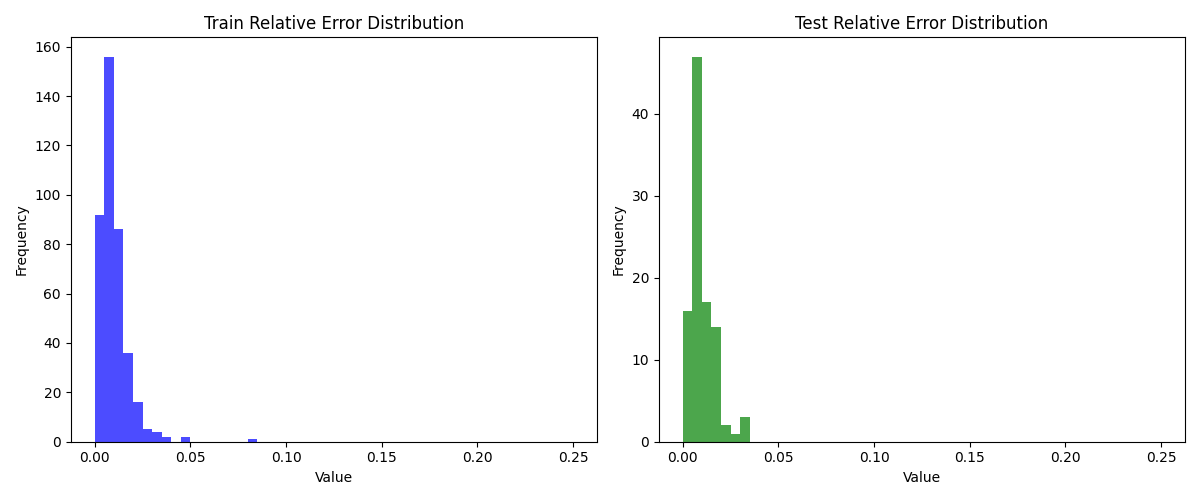 Train Relative Error Distribution
160
140
120
100
80
60
40
20
0
Frequency
0.00 0.05 0.10 0.15 0.20 0.25
Value
Test Relative Error Distribution
40
30
20
10
0
Frequency
0.00 0.05 0.10 0.15 0.20 0.25
Value